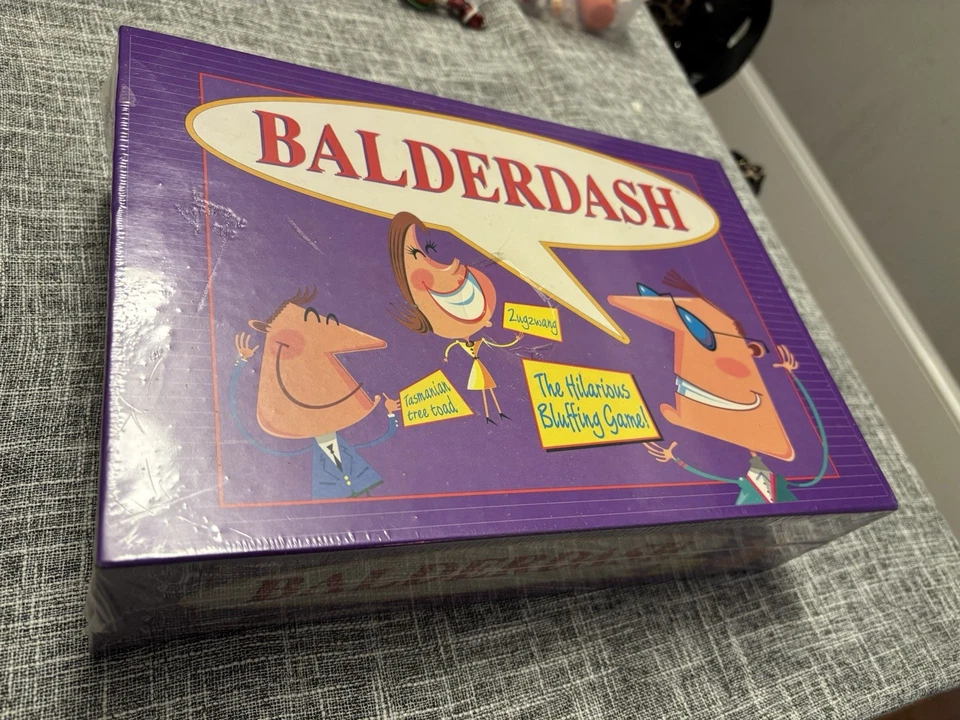 BALDERDASH
Zugzwang
Tasmanian
tree toad
The Hilarious
Bluffing Game!
BALDERDASH